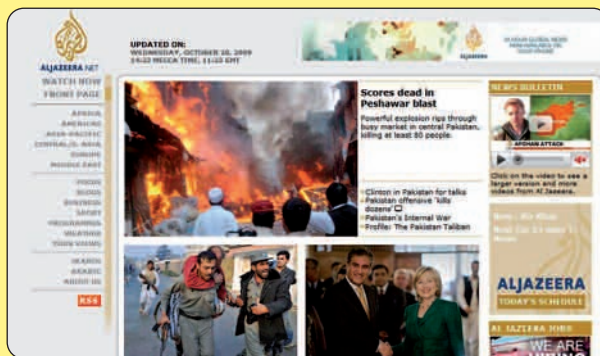 ALJAZEERA.NET
UPDATED ON:
WEDNESDAY, OCTOBER 28, 2009
14:22 MECCA TIME, 11:22 GMT
ALJAZEERA
WATCH NOW
FRONT PAGE
AFRICA
AMERICAS
ASIA-PACIFIC
CENTRAL/S. ASIA
EUROPE
MIDDLE EAST
FOCUS
BUSINESS
SPORT
PROGRAMMES
WEATHER
YOUR VIEWS
SEARCH
ARABIC
ABOUT US
RSS
Scores dead in
Peshawar blast
Powerful explosion rips through
busy market in central Pakistan,
killing at least 80 people.
Clinton in Pakistan for talks
Pakistan offensive 'kills
dozens'
Pakistan's Internal War
Profile: The Pakistan Taliban
NEWS BULLETIN
AFGHAN ATTACK
Click on the video to see a
larger version and more
videos from Al Jazeera.
ALJAZEERA
TODAY'S SCHEDULE
AL JAZEERA JOBS
WE ARE
HIRING